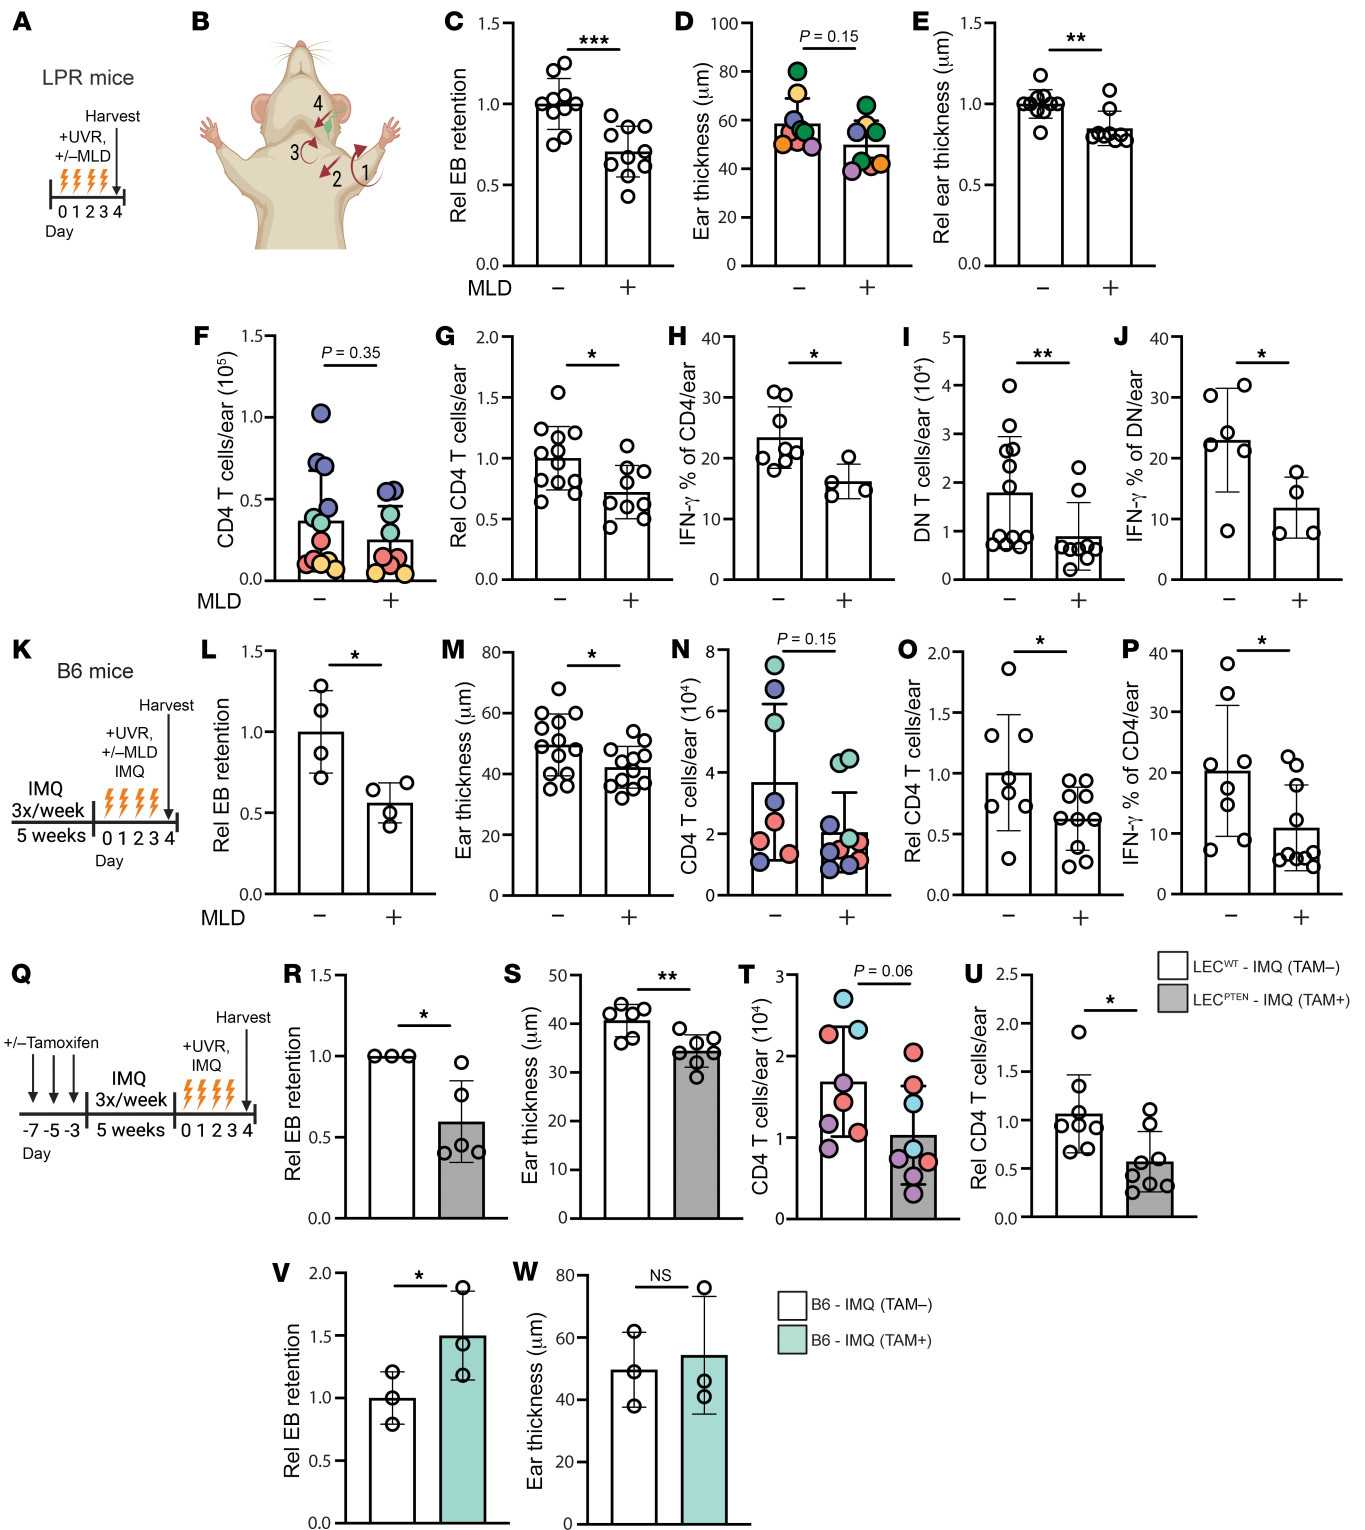 A
LPR mice
Harvest
+UVR,
+/–MLD
0 1 2 3 4
Day
B
4
3
2
1
C
Rel EB retention
1.5
1.0
0.5
0.0
***
MLD – +
D
Ear thickness (μm)
100
80
60
40
20
0
P = 0.15
– +
E
Rel ear thickness (μm)
1.5
1.0
0.5
0.0
**
– +
F
CD4 T cells/ear (10⁵)
1.5
1.0
0.5
0.0
P = 0.35
MLD – +
G
Rel CD4 T cells/ear
2.0
1.5
1.0
0.5
0.0
*
– +
H
IFN-γ % of CD4/ear
40
30
20
10
0
*
– +
I
DN T cells/ear (10⁴)
5
4
3
2
1
0
**
– +
J
IFN-γ % of DN/ear
40
30
20
10
0
*
– +
K
B6 mice
Harvest
+UVR,
+/–MLD
IMQ
IMQ
3x/week
5 weeks
0 1 2 3 4
Day
L
Rel EB retention
1.5
1.0
0.5
0.0
*
MLD – +
M
Ear thickness (μm)
80
60
40
20
0
*
– +
N
CD4 T cells/ear (10⁴)
8
6
4
2
0
P = 0.15
– +
O
Rel CD4 T cells/ear
2.0
1.5
1.0
0.5
0.0
*
– +
P
IFN-γ % of CD4/ear
40
30
20
10
0
*
– +
LECᵂᵀ - IMQ (TAM–)
LECᴾᵀᴱᴺ - IMQ (TAM+)
Q
Harvest
+/–Tamoxifen
+UVR,
IMQ
IMQ
3x/week
5 weeks
-7 -5 -3
0 1 2 3 4
Day
R
Rel EB retention
1.5
1.0
0.5
0.0
*
S
Ear thickness (μm)
50
40
30
20
10
0
**
T
CD4 T cells/ear (10⁴)
3
2
1
0
P = 0.06
U
Rel CD4 T cells/ear
2.5
2.0
1.5
1.0
0.5
0.0
*
V
Rel EB retention
2.0
1.5
1.0
0.5
0.0
*
W
Ear thickness (μm)
80
60
40
20
0
NS
B6 - IMQ (TAM–)
B6 - IMQ (TAM+)